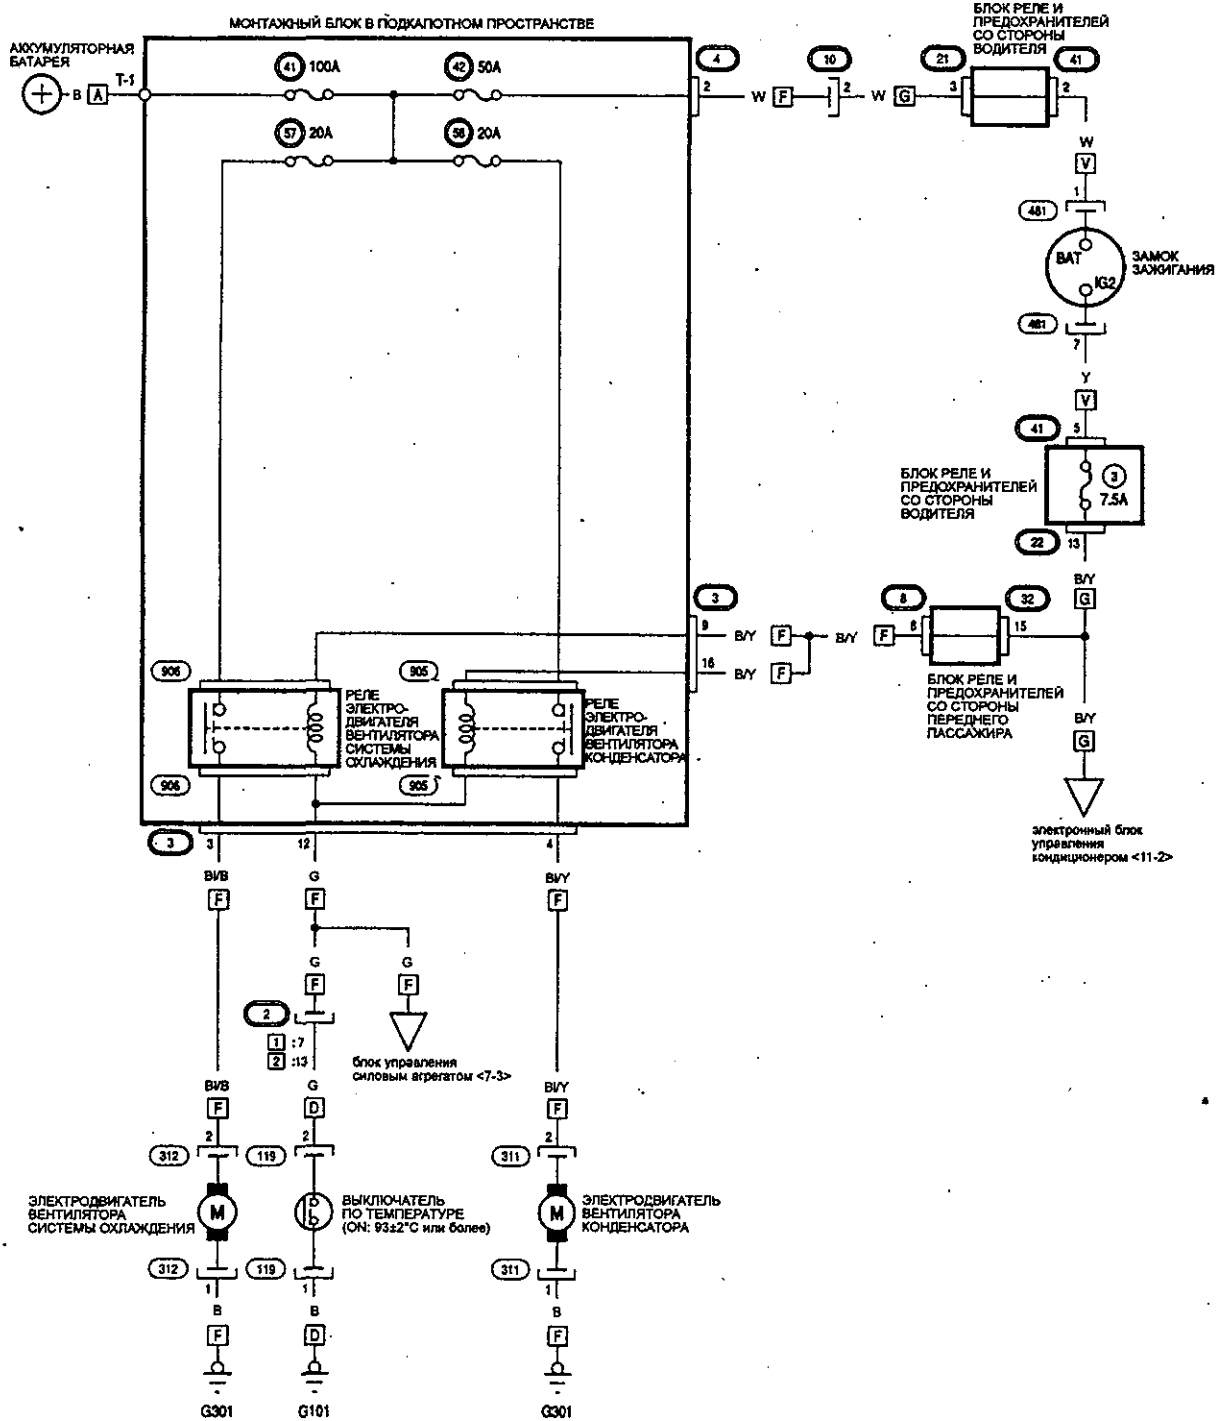 МОНТАЖНЫЙ БЛОК В ПОДКАПОТНОМ ПРОСТРАНСТВЕ
БЛОК РЕЛЕ И
ПРЕДОХРАНИТЕЛЕЙ
СО СТОРОНЫ
ВОДИТЕЛЯ
АККУМУЛЯТОРНАЯ
БАТАРЕЯ
B A T-1
41 100A
42 50A
4
10
21
41
2 W F 2 W G 3 2
57 20A
58 20A
W
V
1
481
BAT
IG2
ЗАМОК
ЗАЖИГАНИЯ
481
7
Y
V
41 5
БЛОК РЕЛЕ И
ПРЕДОХРАНИТЕЛЕЙ
СО СТОРОНЫ
ВОДИТЕЛЯ
3
7.5A
22 13
B/Y
G
3
8
32
9 B/Y F B/Y F 6 15
16 B/Y F
БЛОК РЕЛЕ И
ПРЕДОХРАНИТЕЛЕЙ
СО СТОРОНЫ
ПЕРЕДНЕГО
ПАССАЖИРА
B/Y
G
906
905
РЕЛЕ
ЭЛЕКТРО-
ДВИГАТЕЛЯ
ВЕНТИЛЯТОРА
СИСТЕМЫ
ОХЛАЖДЕНИЯ
РЕЛЕ
ЭЛЕКТРО-
ДВИГАТЕЛЯ
ВЕНТИЛЯТОРА
КОНДЕНСАТОРА
906
905
электронный блок
управления
кондиционером <11-2>
3 3 12 4
Bl/B G Bl/Y
F F F
G G
F F
2
1 :7
2 :13
блок управления
силовым агрегатом <7-3>
Bl/B G Bl/Y
F D F
2 2 2
312 119 311
ЭЛЕКТРОДВИГАТЕЛЬ
ВЕНТИЛЯТОРА
СИСТЕМЫ ОХЛАЖДЕНИЯ
M
ВЫКЛЮЧАТЕЛЬ
ПО ТЕМПЕРАТУРЕ
(ON: 93±2°C или более)
M
ЭЛЕКТРОДВИГАТЕЛЬ
ВЕНТИЛЯТОРА
КОНДЕНСАТОРА
312 119 311
1 1 1
B B B
F D F
G301 G101 G301